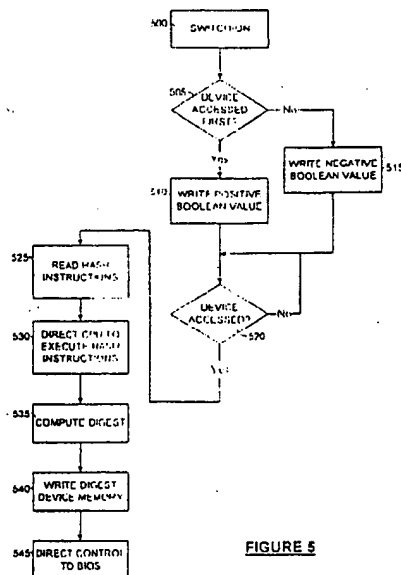 500
SWITCH ON
505
DEVICE
ACCESSED
FIRST?
No
Yes
510
WRITE POSITIVE
BOOLEAN VALUE
WRITE NEGATIVE
BOOLEAN VALUE
515
525
READ HASH
INSTRUCTIONS
DEVICE
ACCESSED?
No
520
Yes
530
DIRECT CPU TO
EXECUTE HASH
INSTRUCTIONS
535
COMPUTE DIGEST
540
WRITE DIGEST
DEVICE MEMORY
545
DIRECT CONTROL
TO BIOS
FIGURE 5